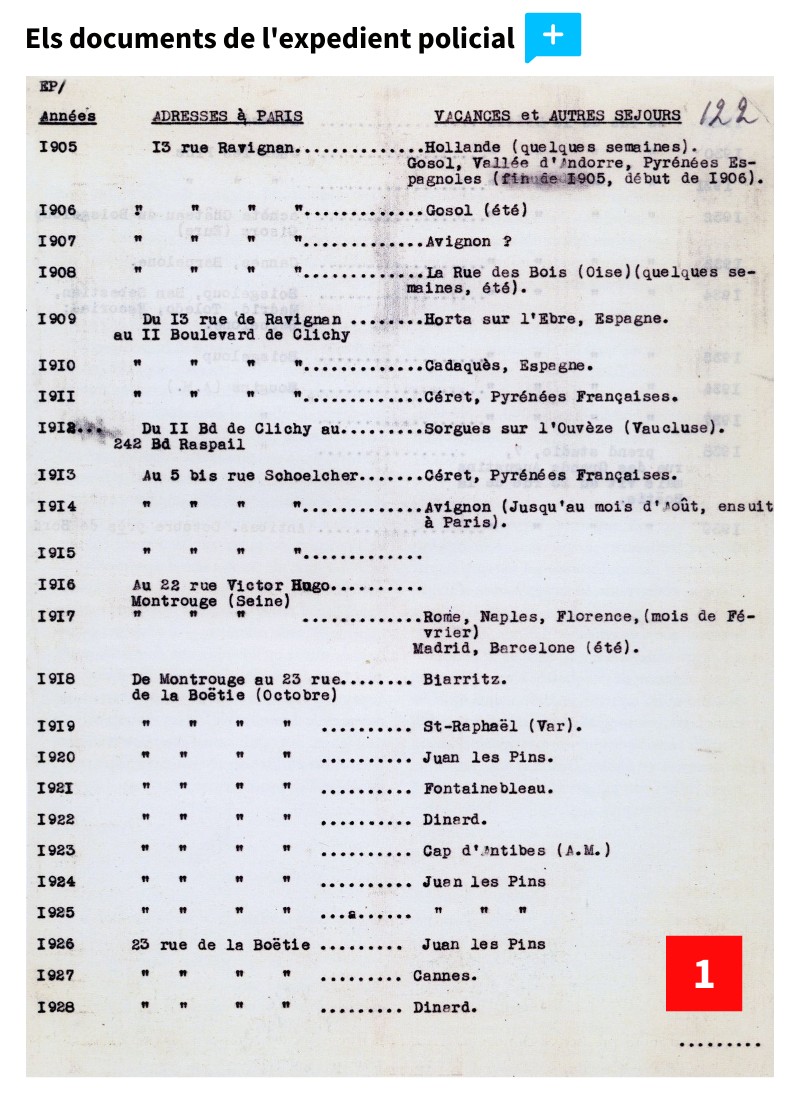 Els documents de l'expedient policial +
EP/
Années ADRESSES à PARIS VACANCES et AUTRES SEJOURS 122
I905 I3 rue Ravignan..............Hollande (quelques semaines).
Gosol, Vallée d'Andorre, Pyrénées Es-
pagnoles (fin de I905, début de I906).
I906 " " " ".............Gosol (été)
I907 " " " ".............Avignon ?
I908 " " " ".............La Rue des Bois (Oise)(quelques se-
maines, été).
I909 Du I3 rue de Ravignan ........Horta sur l'Ebre, Espagne.
au II Boulevard de Clichy
I9I0 " " " ".............Cadaquès, Espagne.
I9II " " " ".............Céret, Pyrénées Françaises.
I9I2... Du II Bd de Clichy au.........Sorgues sur l'Ouvèze (Vaucluse).
242 Bd Raspail
I9I3 Au 5 bis rue Schoelcher.......Céret, Pyrénées Françaises.
I9I4 " " " ".............Avignon (Jusqu'au mois d'Août, ensuit
à Paris).
I9I5 " " " ".............
I9I6 Au 22 rue Victor Hugo..........
Montrouge (Seine)
I9I7 " " " .............Rome, Naples, Florence,(mois de Fé-
vrier)
Madrid, Barcelone (été).
I9I8 De Montrouge au 23 rue........ Biarritz.
de la Boëtie (Octobre)
I9I9 " " " " .......... St-Raphaël (Var).
I920 " " " " .......... Juan les Pins.
I92I " " " " .......... Fontainebleau.
I922 " " " " .......... Dinard.
I923 " " " " .......... Cap d'Antibes (A.M.)
I924 " " " " .......... Juan les Pins
I925 " " " " ...a...... " " "
I926 23 rue de la Boëtie ......... Juan les Pins
I927 " " " " ......... Cannes.
I928 " " " " ......... Dinard.
1
.........